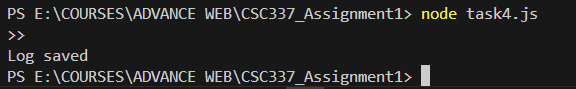 PS E:\COURSES\ADVANCE WEB\CSC337_Assignment1> node task4.js
>>
Log saved
PS E:\COURSES\ADVANCE WEB\CSC337_Assignment1>